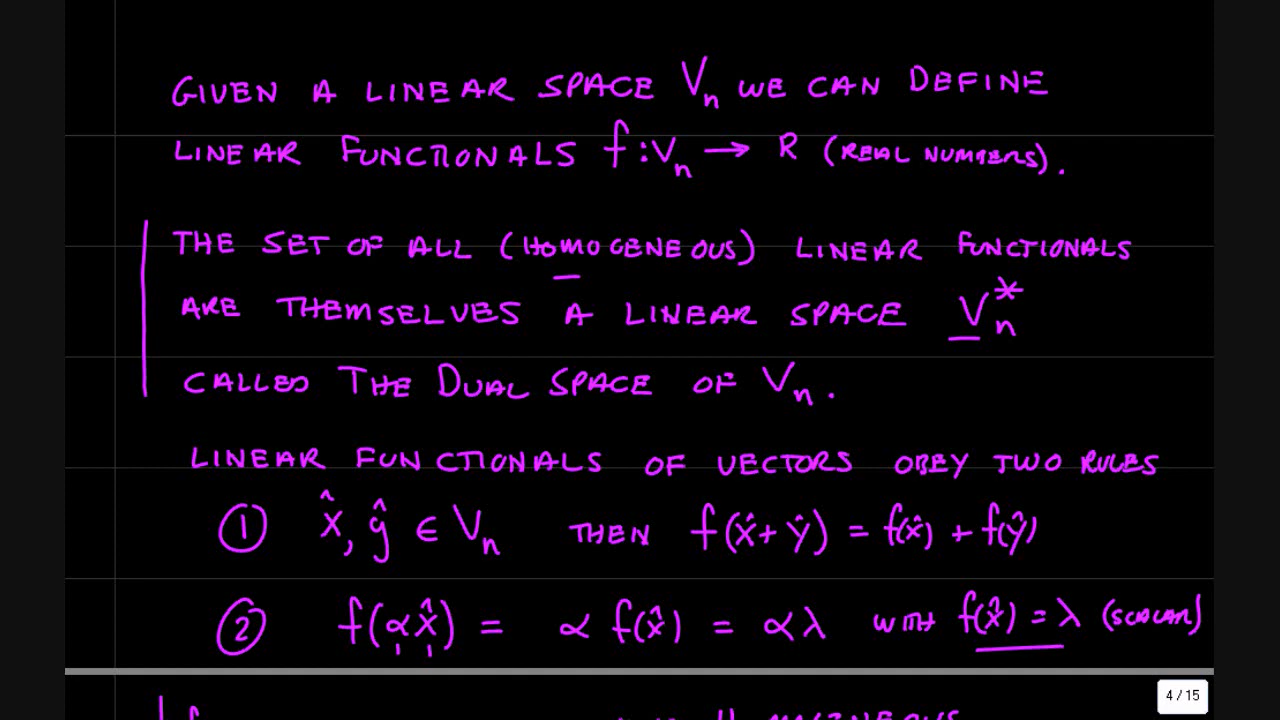 GIVEN A LINEAR SPACE Vₙ WE CAN DEFINE
LINEAR FUNCTIONALS f : Vₙ → R (REAL NUMBERS).
THE SET OF ALL (HOMOGENEOUS) LINEAR FUNCTIONALS
ARE THEMSELVES A LINEAR SPACE Vₙ*
CALLED THE DUAL SPACE OF Vₙ.
LINEAR FUNCTIONALS OF VECTORS OBEY TWO RULES
① x̂, ŷ ∈ Vₙ THEN f(x̂ + ŷ) = f(x̂) + f(ŷ)
② f(αx̂) = α f(x̂) = αλ WITH f(x̂) = λ (SCALAR)
4 / 15